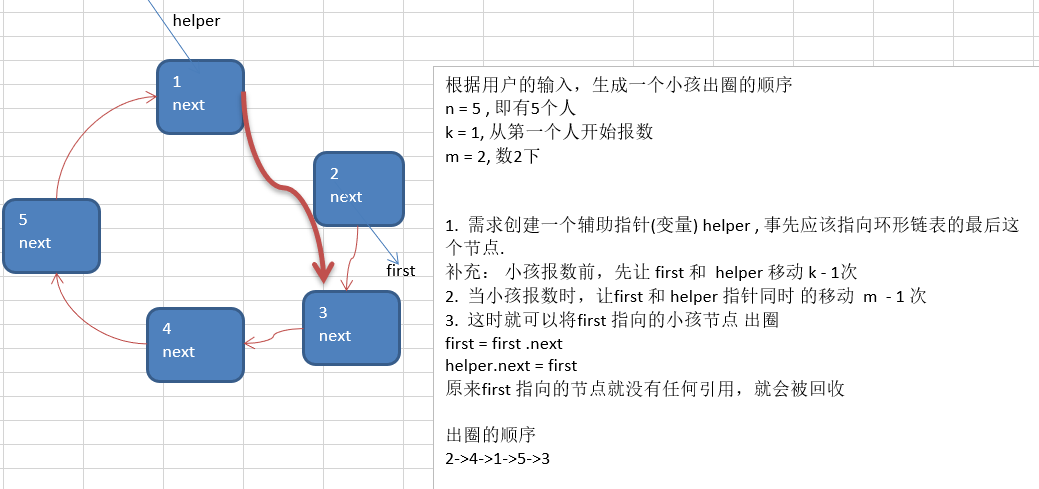 helper
1
next
2
next
first
3
next
4
next
5
next
根据用户的输入，生成一个小孩出圈的顺序
n = 5 , 即有5个人
k = 1, 从第一个人开始报数
m = 2, 数2下
1. 需求创建一个辅助指针(变量) helper , 事先应该指向环形链表的最后这
个节点.
补充： 小孩报数前，先让 first 和 helper 移动 k - 1次
2. 当小孩报数时，让first 和 helper 指针同时 的移动 m - 1 次
3. 这时就可以将first 指向的小孩节点 出圈
first = first .next
helper.next = first
原来first 指向的节点就没有任何引用，就会被回收
出圈的顺序
2->4->1->5->3